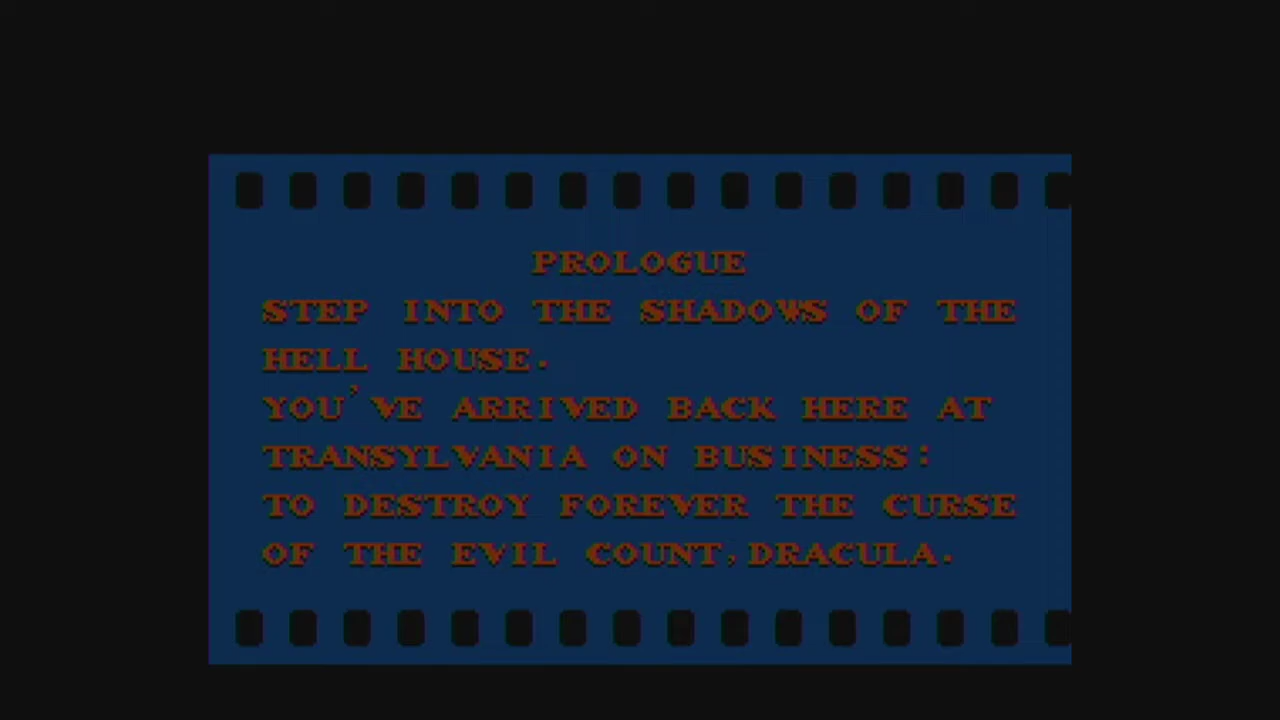 PROLOGUE
STEP INTO THE SHADOWS OF THE
HELL HOUSE.
YOU'VE ARRIVED BACK HERE AT
TRANSYLVANIA ON BUSINESS:
TO DESTROY FOREVER THE CURSE
OF THE EVIL COUNT,DRACULA.